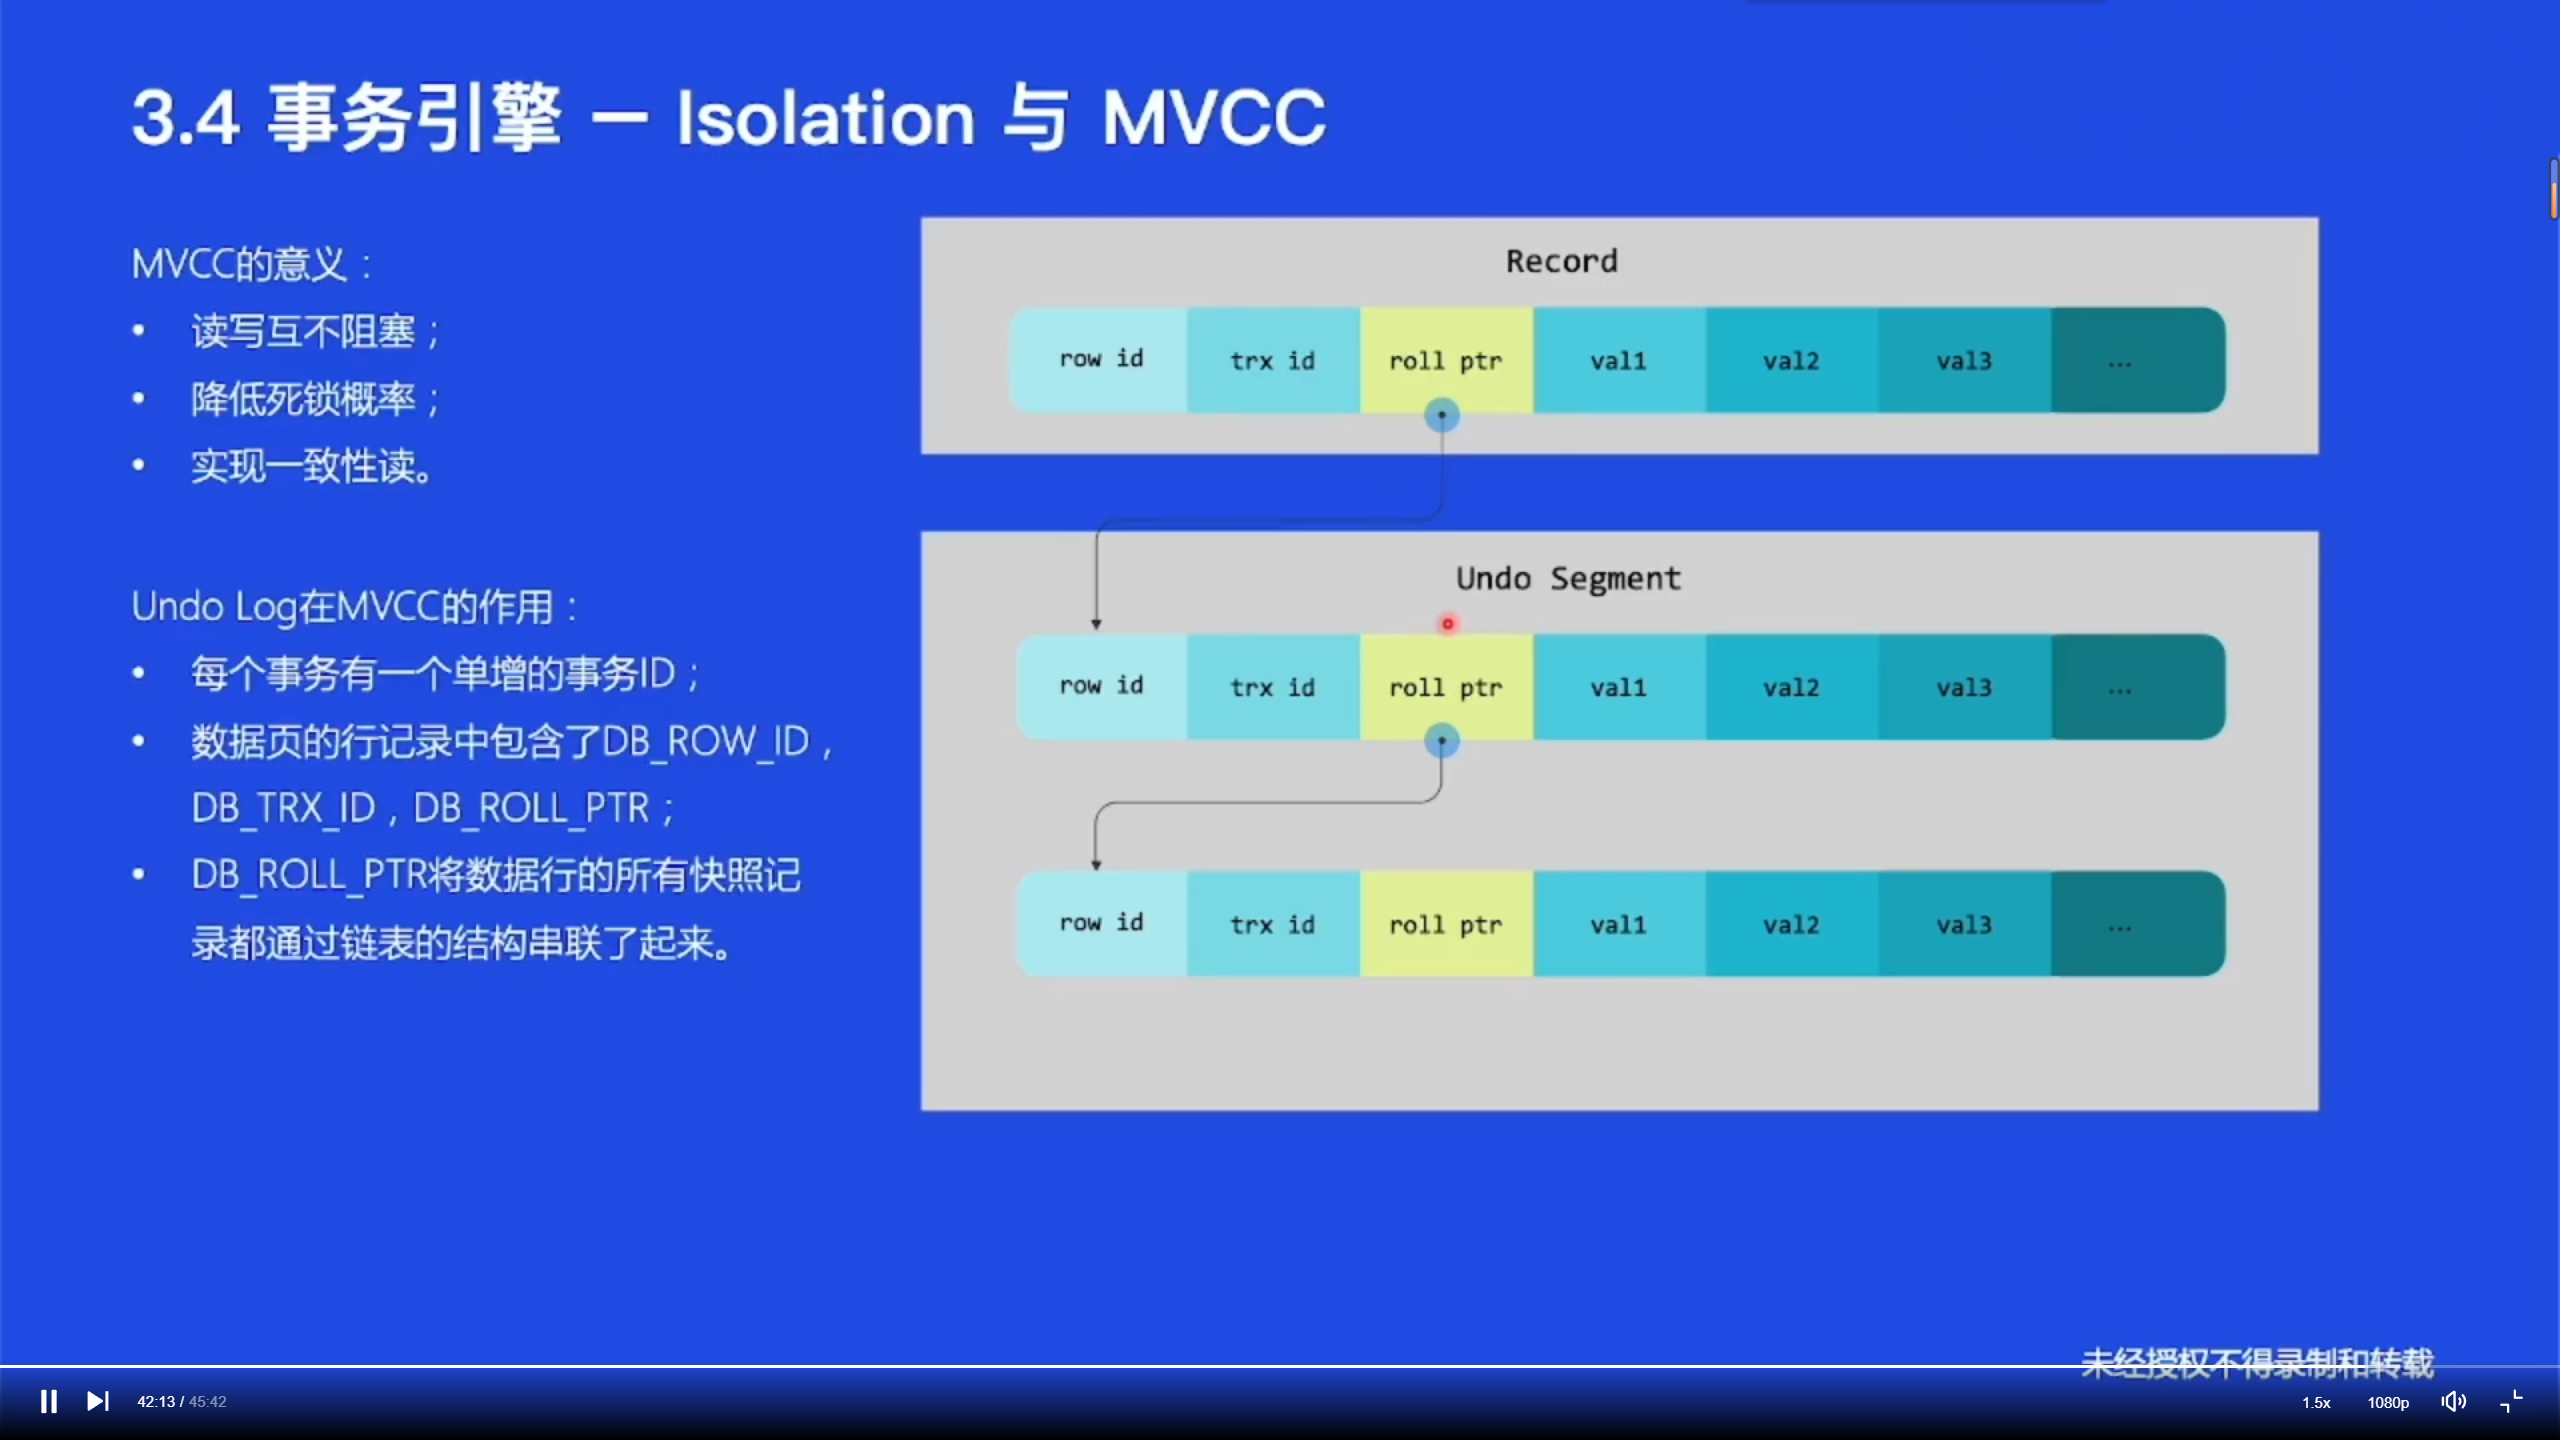 3.4 事务引擎 — Isolation 与 MVCC
MVCC的意义：
• 读写互不阻塞；
• 降低死锁概率；
• 实现一致性读。
Undo Log在MVCC的作用：
• 每个事务有一个单增的事务ID；
• 数据页的行记录中包含了DB_ROW_ID，
DB_TRX_ID，DB_ROLL_PTR；
• DB_ROLL_PTR将数据行的所有快照记
录都通过链表的结构串联了起来。
Record
row id trx id roll ptr val1 val2 val3 ...
Undo Segment
row id trx id roll ptr val1 val2 val3 ...
row id trx id roll ptr val1 val2 val3 ...
未经授权不得录制和转载
42:13 / 45:42 1.5x 1080p